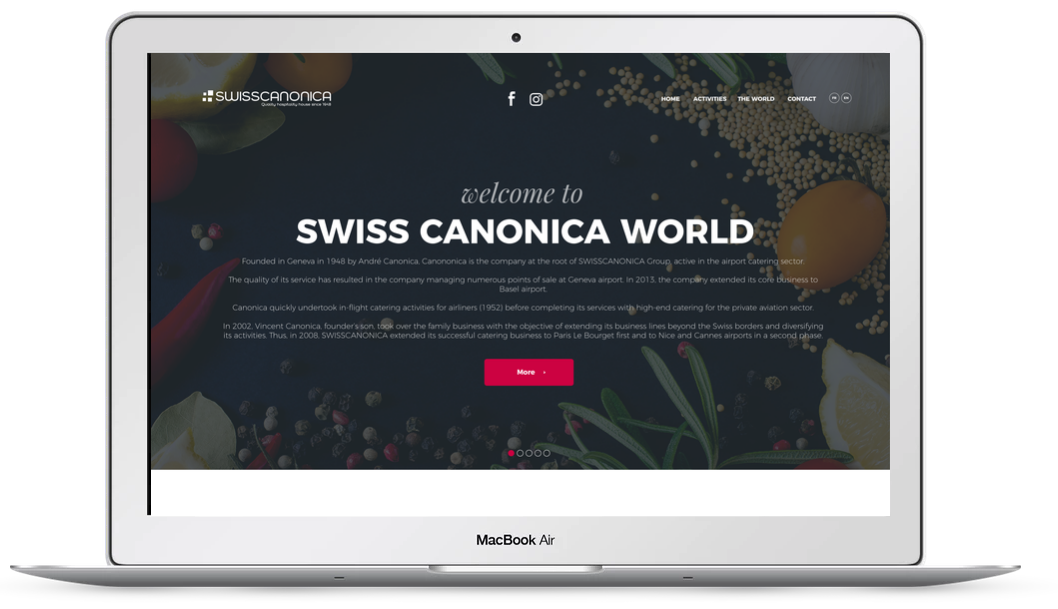 SWISSCANONICA
Quality hospitality house since 1948
HOME ACTIVITIES THE WORLD CONTACT FR EN
welcome to
SWISS CANONICA WORLD
Founded in Geneva in 1948 by André Canonica, Canononica is the company at the root of SWISSCANONICA Group, active in the airport catering sector.
The quality of its service has resulted in the company managing numerous points of sale at Geneva airport. In 2013, the company extended its core business to
Basel airport.
Canonica quickly undertook in-flight catering activities for airliners (1952) before completing its services with high-end catering for the private aviation sector.
In 2002, Vincent Canonica, founder's son, took over the family business with the objective of extending its business lines beyond the Swiss borders and diversifying
its activities. Thus, in 2008, SWISSCANONICA extended its successful catering business to Paris Le Bourget first and to Nice and Cannes airports in a second phase.
More
MacBook Air